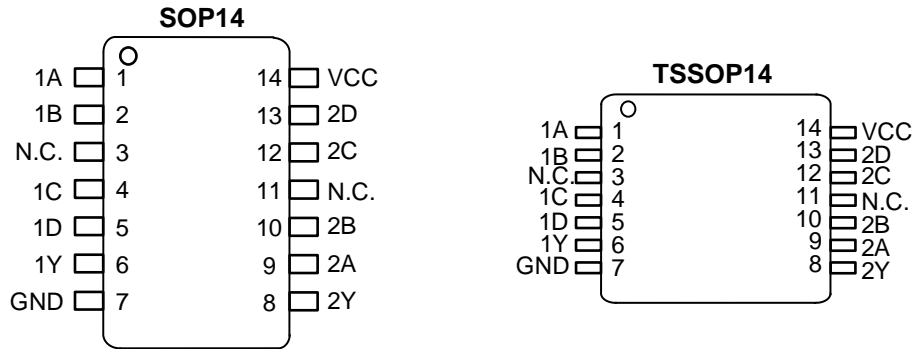 SOP14
1A 1 14 VCC
1B 2 13 2D
N.C. 3 12 2C
1C 4 11 N.C.
1D 5 10 2B
1Y 6 9 2A
GND 7 8 2Y
TSSOP14
1A 1 14 VCC
1B 2 13 2D
N.C. 3 12 2C
1C 4 11 N.C.
1D 5 10 2B
1Y 6 9 2A
GND 7 8 2Y